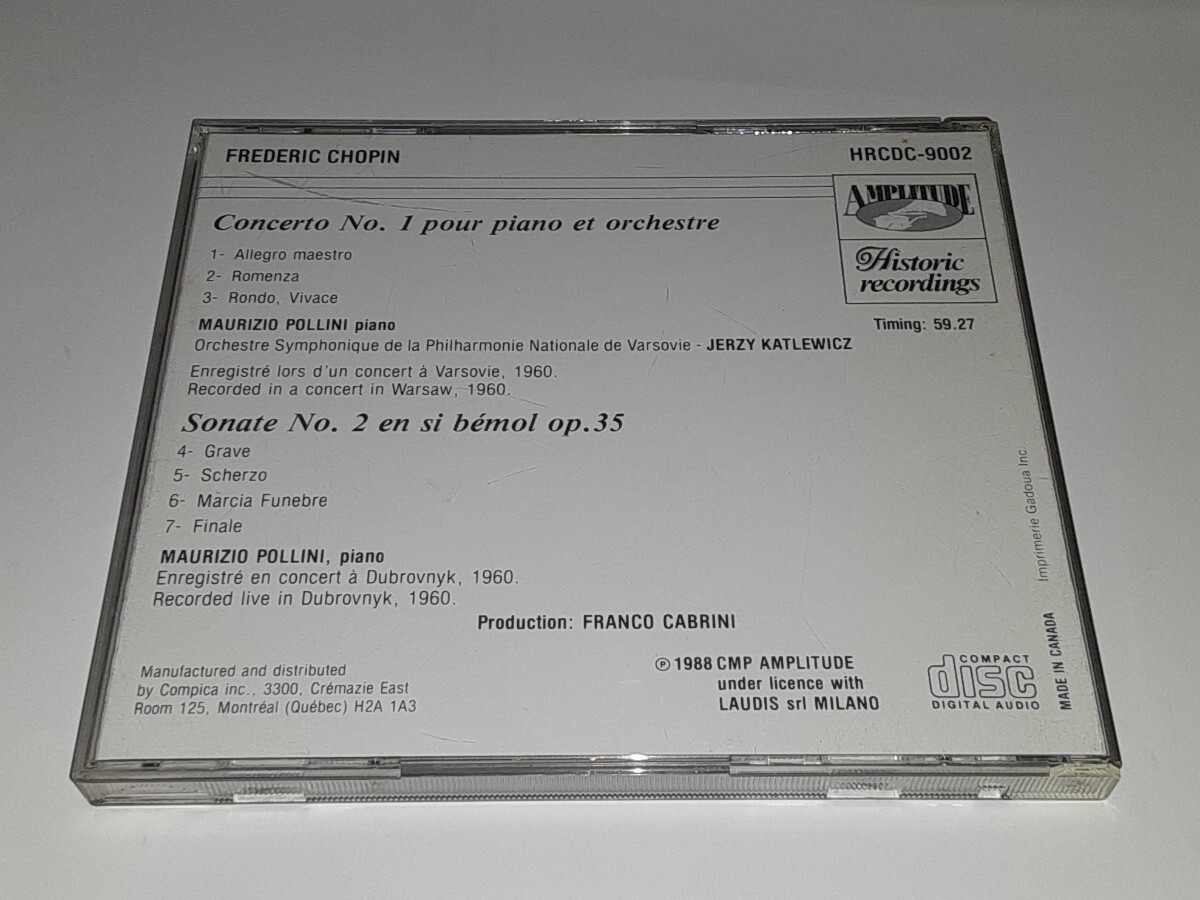 FREDERIC CHOPIN
HRCDC-9002
AMPLITUDE
Historic
recordings
Concerto No. 1 pour piano et orchestre
1- Allegro maestro
2- Romenza
3- Rondo, Vivace
Timing: 59.27
MAURIZIO POLLINI piano
Orchestre Symphonique de la Philharmonie Nationale de Varsovie - JERZY KATLEWICZ
Enregistré lors d'un concert à Varsovie, 1960.
Recorded in a concert in Warsaw, 1960.
Sonate No. 2 en si bémol op.35
4- Grave
5- Scherzo
6- Marcia Funebre
7- Finale
MAURIZIO POLLINI, piano
Enregistré en concert à Dubrovnyk, 1960.
Recorded live in Dubrovnyk, 1960.
Production: FRANCO CABRINI
Manufactured and distributed
by Compica inc., 3300, Crémazie East
Room 125, Montréal (Québec) H2A 1A3
℗ 1988 CMP AMPLITUDE
under licence with
LAUDIS srl MILANO
COMPACT
disc
DIGITAL AUDIO
MADE IN CANADA
Imprimerie Gadoua Inc.